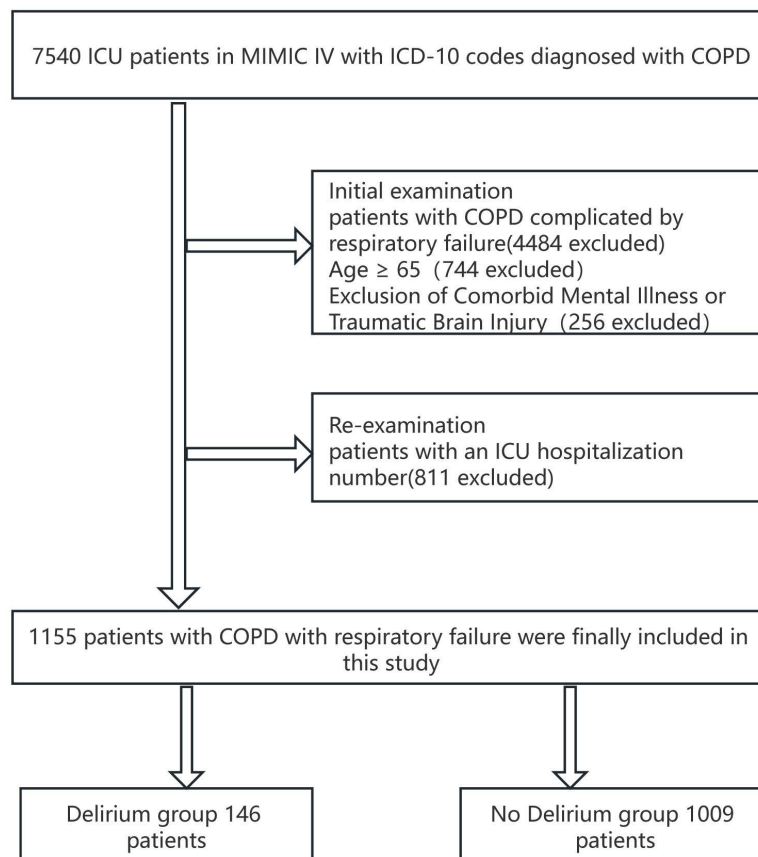 7540 ICU patients in MIMIC IV with ICD-10 codes diagnosed with COPD
Initial examination
patients with COPD complicated by
respiratory failure(4484 excluded)
Age ≥ 65（744 excluded）
Exclusion of Comorbid Mental Illness or
Traumatic Brain Injury（256 excluded）
Re-examination
patients with an ICU hospitalization
number(811 excluded)
1155 patients with COPD with respiratory failure were finally included in
this study
Delirium group 146
patients
No Delirium group 1009
patients